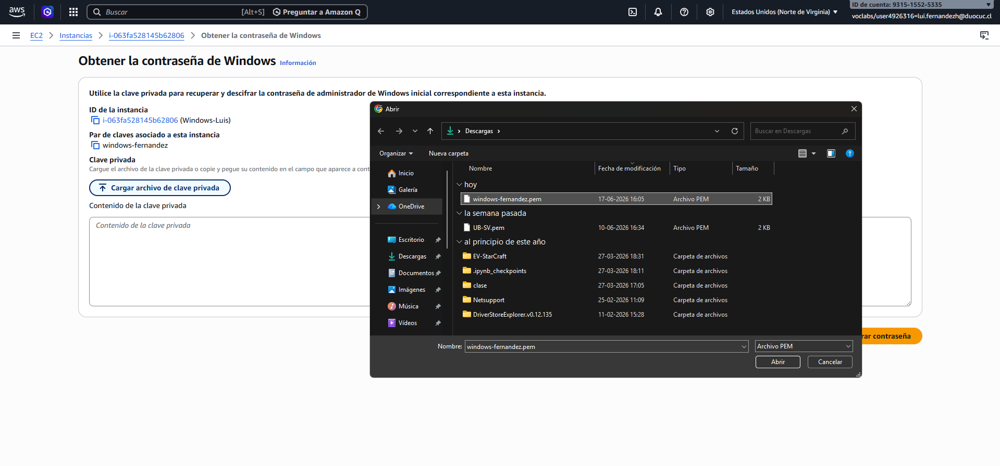 aws
Buscar
[Alt+S]
Preguntar a Amazon Q
Estados Unidos (Norte de Virginia)
ID de cuenta: 9315-1552-5335
voclabs/user4926316=lui.fernandezh@duocuc.cl
EC2
Instancias
i-063fa528145b62806
Obtener la contraseña de Windows
Obtener la contraseña de Windows Información
Utilice la clave privada para recuperar y descifrar la contraseña de administrador de Windows inicial correspondiente a esta instancia.
ID de la instancia
i-063fa528145b62806 (Windows-Luis)
Par de claves asociado a esta instancia
windows-fernandez
Clave privada
Cargue el archivo de la clave privada o copie y pegue su contenido en el campo que aparece a cont
Cargar archivo de clave privada
Contenido de la clave privada
Contenido de la clave privada
rar contraseña
Abrir
Descargas
Buscar en Descargas
Organizar
Nueva carpeta
Inicio
Galería
OneDrive
Escritorio
Descargas
Documentos
Imágenes
Música
Vídeos
Nombre Fecha de modificación Tipo Tamaño
hoy
windows-fernandez.pem 17-06-2026 16:05 Archivo PEM 2 KB
la semana pasada
UB-SV.pem 10-06-2026 16:34 Archivo PEM 2 KB
al principio de este año
EV-StarCraft 27-03-2026 18:31 Carpeta de archivos
.ipynb_checkpoints 27-03-2026 18:11 Carpeta de archivos
clase 27-03-2026 17:05 Carpeta de archivos
Netsupport 25-02-2026 11:09 Carpeta de archivos
DriverStoreExplorer.v0.12.135 11-02-2026 15:28 Carpeta de archivos
Nombre: windows-fernandez.pem
Archivo PEM
Abrir
Cancelar